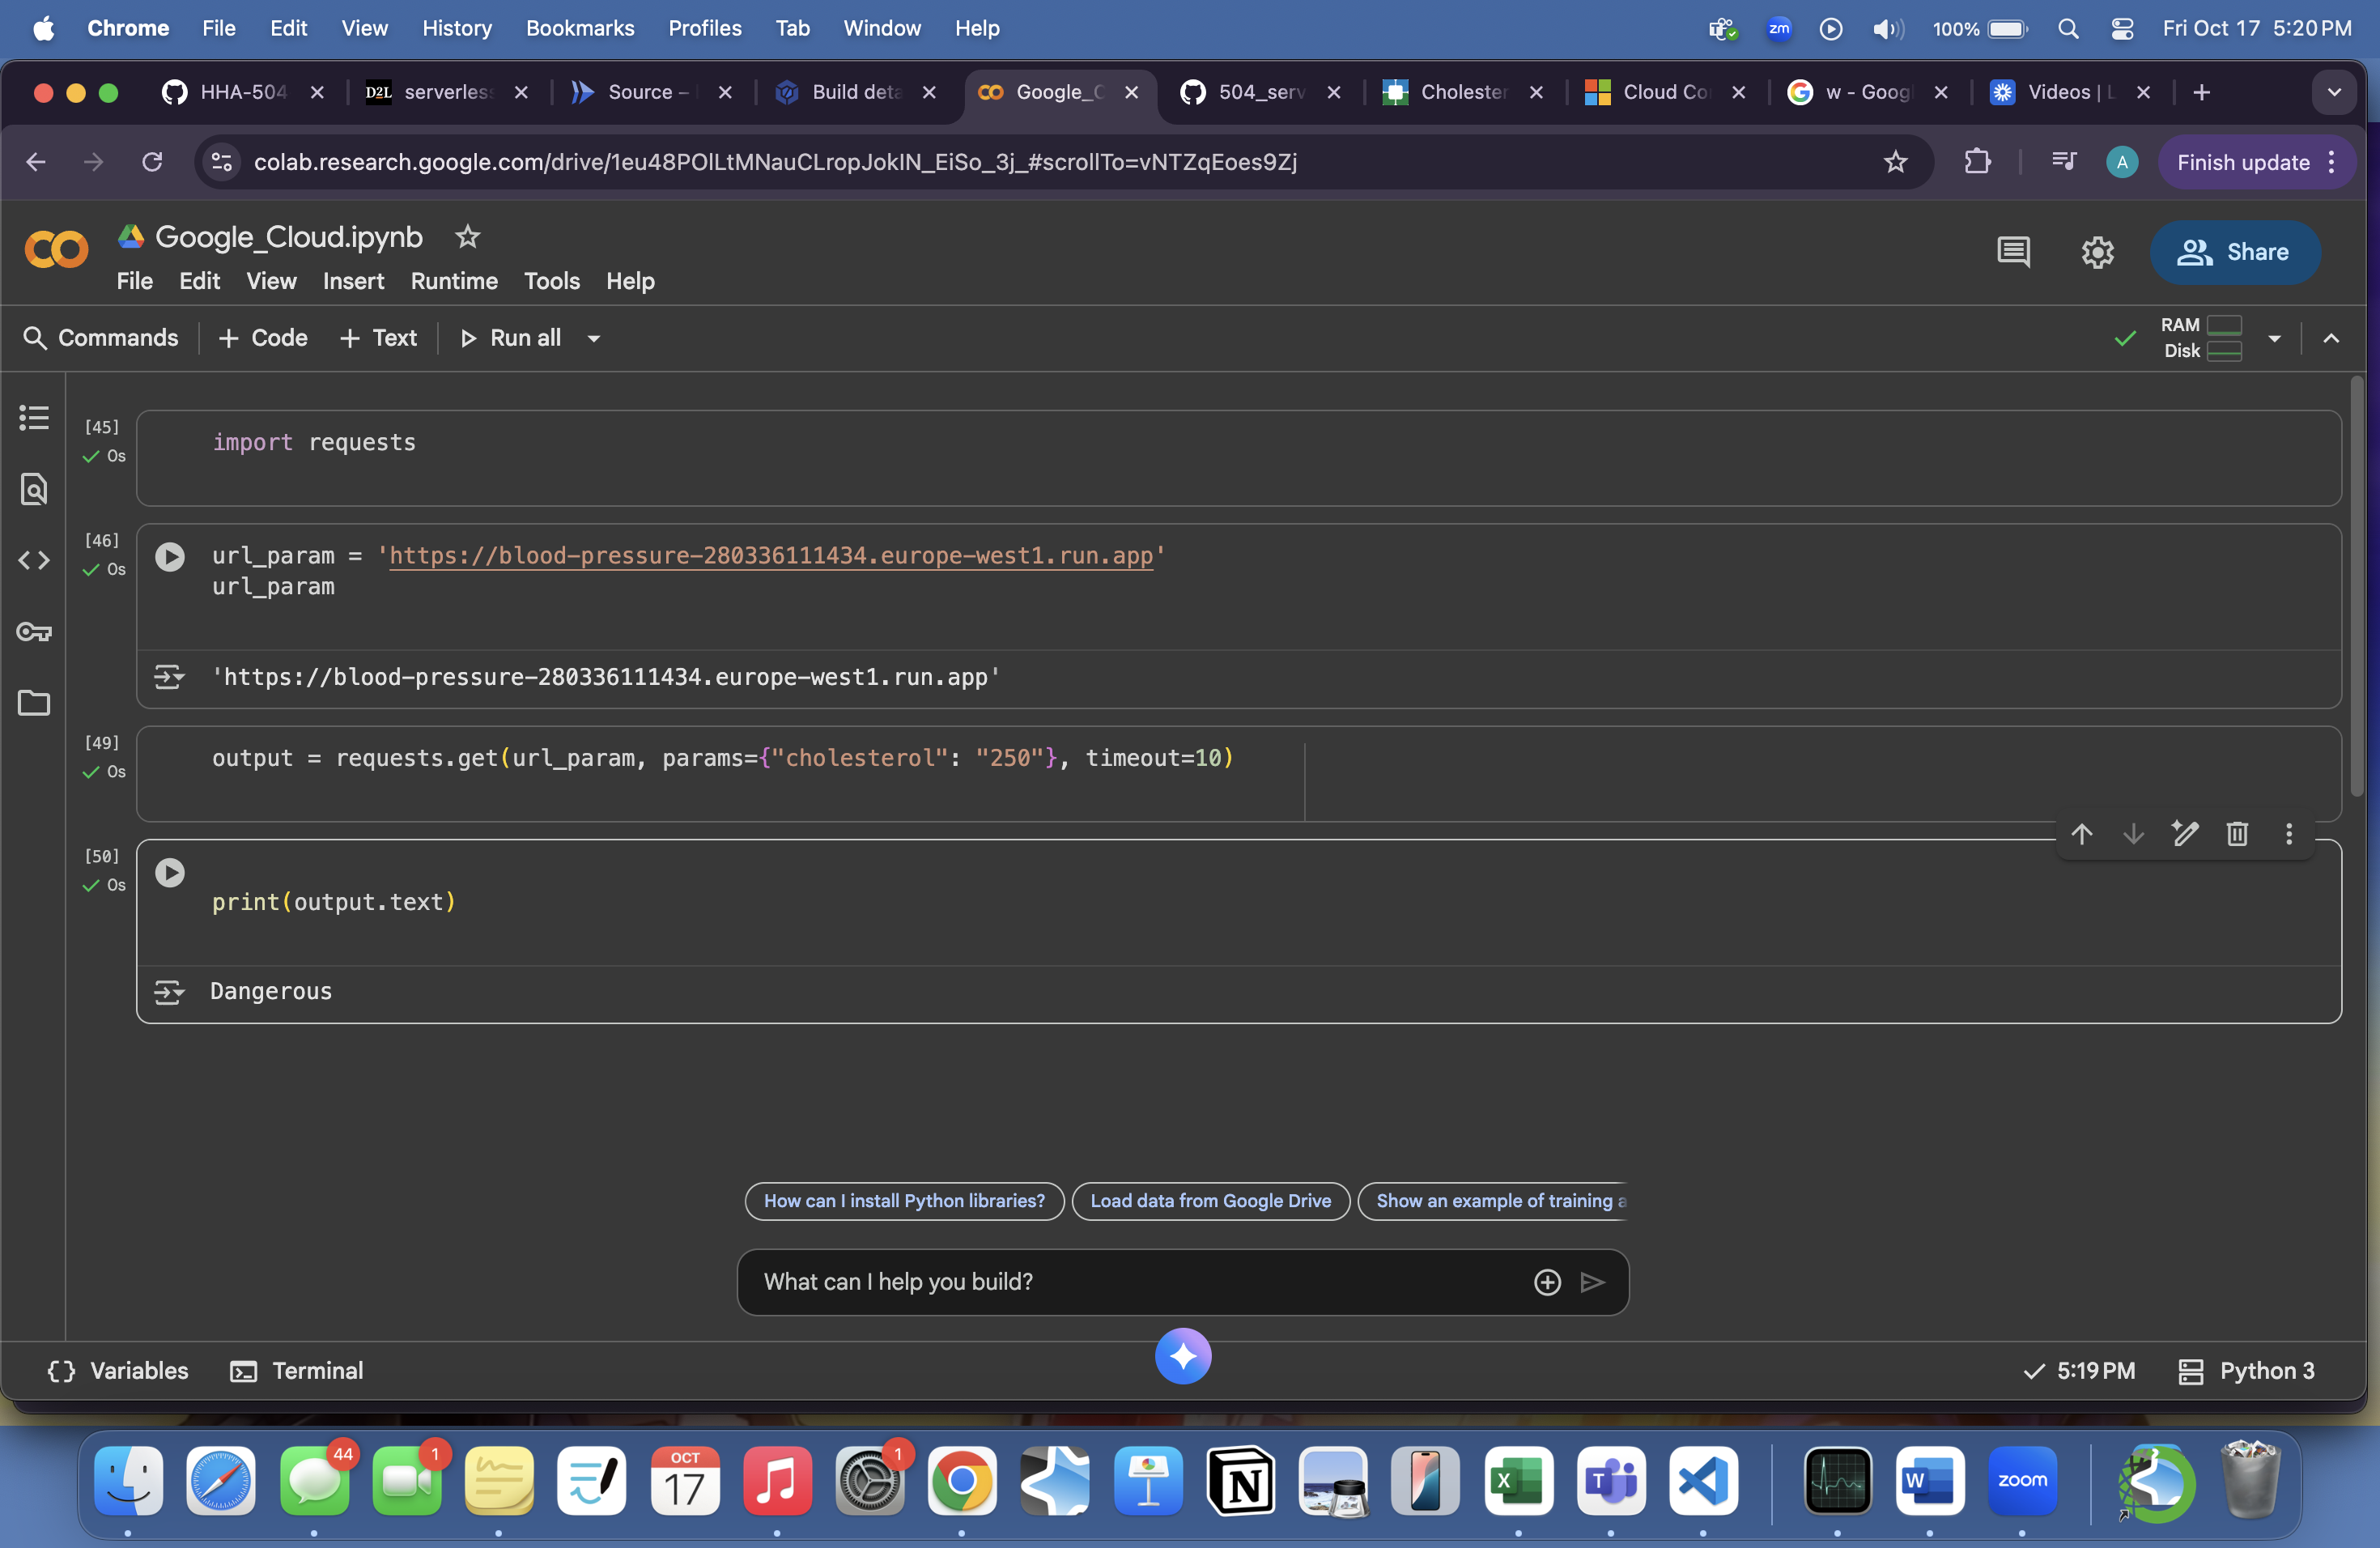 Chrome File Edit View History Bookmarks Profiles Tab Window Help
zm 100% Fri Oct 17 5:20 PM
HHA-504 D2L serverless Source – Build deta Google_C 504_serv Cholester Cloud Co w - Goog Videos | L
colab.research.google.com/drive/1eu48POlLtMNauCLropJokIN_EiSo_3j_#scrollTo=vNTZqEoes9Zj A Finish update
Google_Cloud.ipynb
File Edit View Insert Runtime Tools Help
Share
Commands + Code + Text Run all
RAM
Disk
[45]
0s
import requests
[46]
0s
url_param = 'https://blood-pressure-280336111434.europe-west1.run.app'
url_param
'https://blood-pressure-280336111434.europe-west1.run.app'
[49]
0s
output = requests.get(url_param, params={"cholesterol": "250"}, timeout=10)
[50]
0s
print(output.text)
Dangerous
How can I install Python libraries? Load data from Google Drive Show an example of training a
What can I help you build?
{ } Variables Terminal 5:19 PM Python 3
44 1 OCT 17 1 N X T W zoom